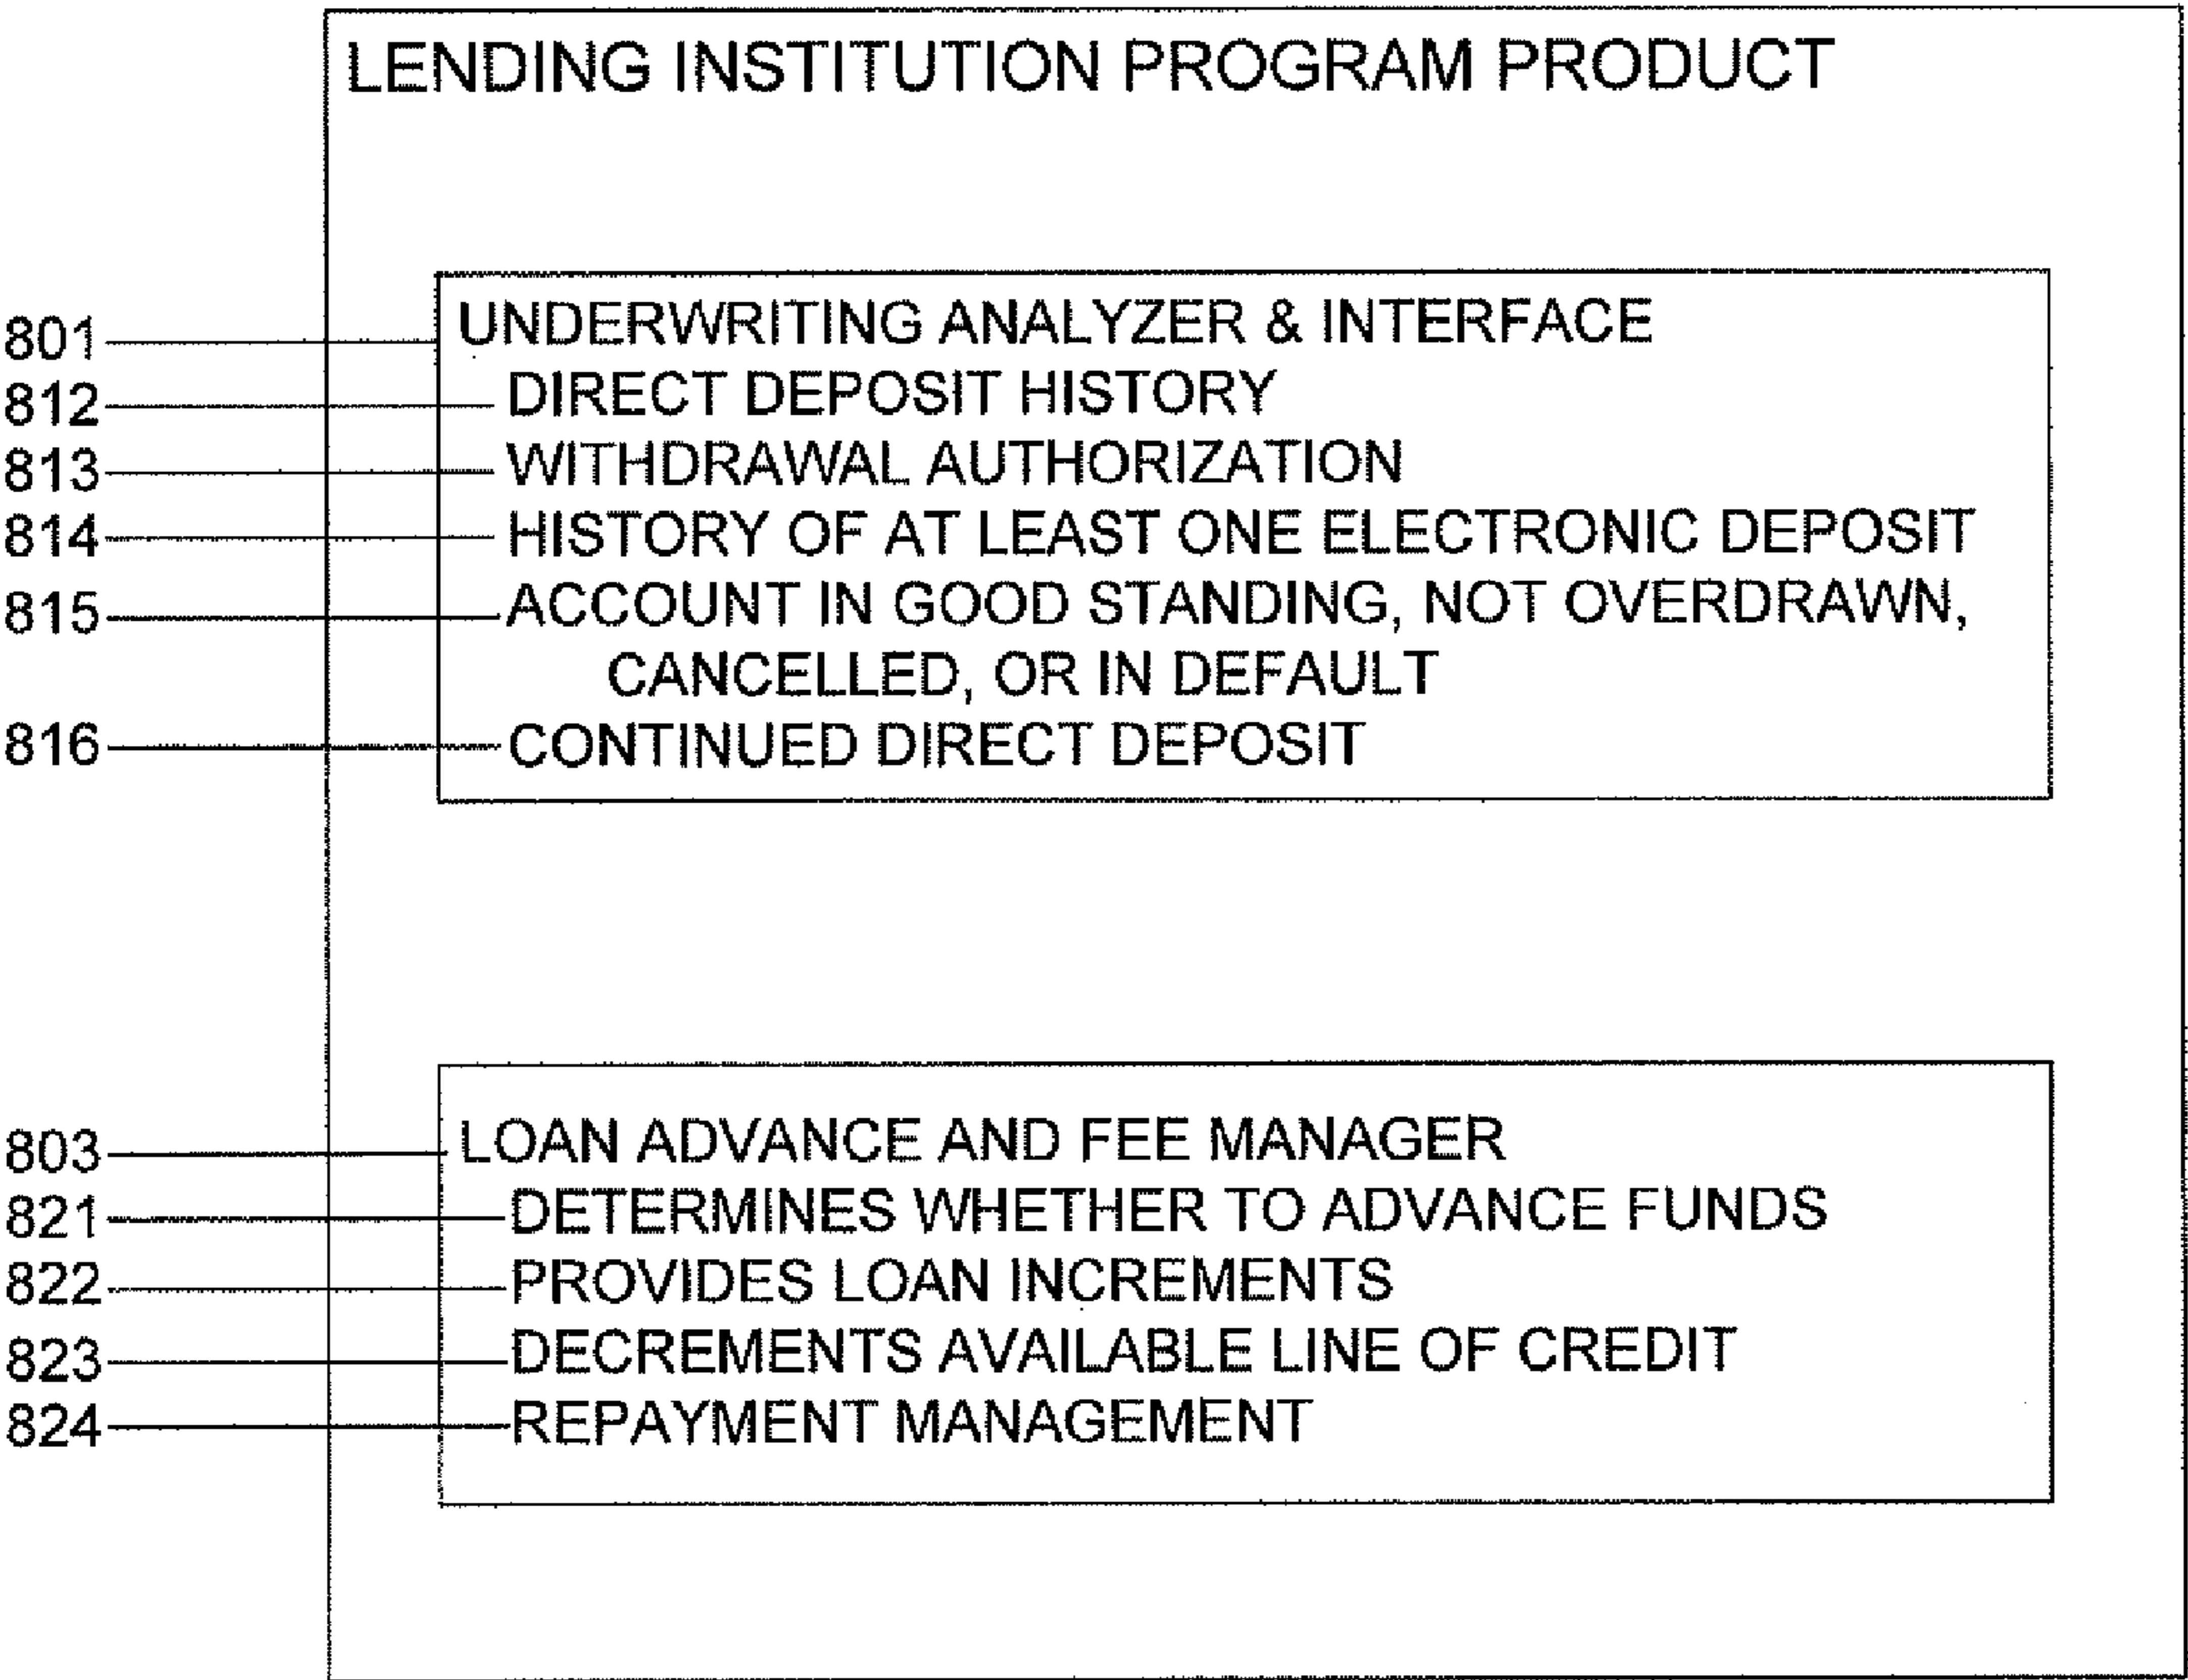 LENDING INSTITUTION PROGRAM PRODUCT
801 UNDERWRITING ANALYZER & INTERFACE
812 DIRECT DEPOSIT HISTORY
813 WITHDRAWAL AUTHORIZATION
814 HISTORY OF AT LEAST ONE ELECTRONIC DEPOSIT
815 ACCOUNT IN GOOD STANDING, NOT OVERDRAWN,
CANCELLED, OR IN DEFAULT
816 CONTINUED DIRECT DEPOSIT
803 LOAN ADVANCE AND FEE MANAGER
821 DETERMINES WHETHER TO ADVANCE FUNDS
822 PROVIDES LOAN INCREMENTS
823 DECREMENTS AVAILABLE LINE OF CREDIT
824 REPAYMENT MANAGEMENT